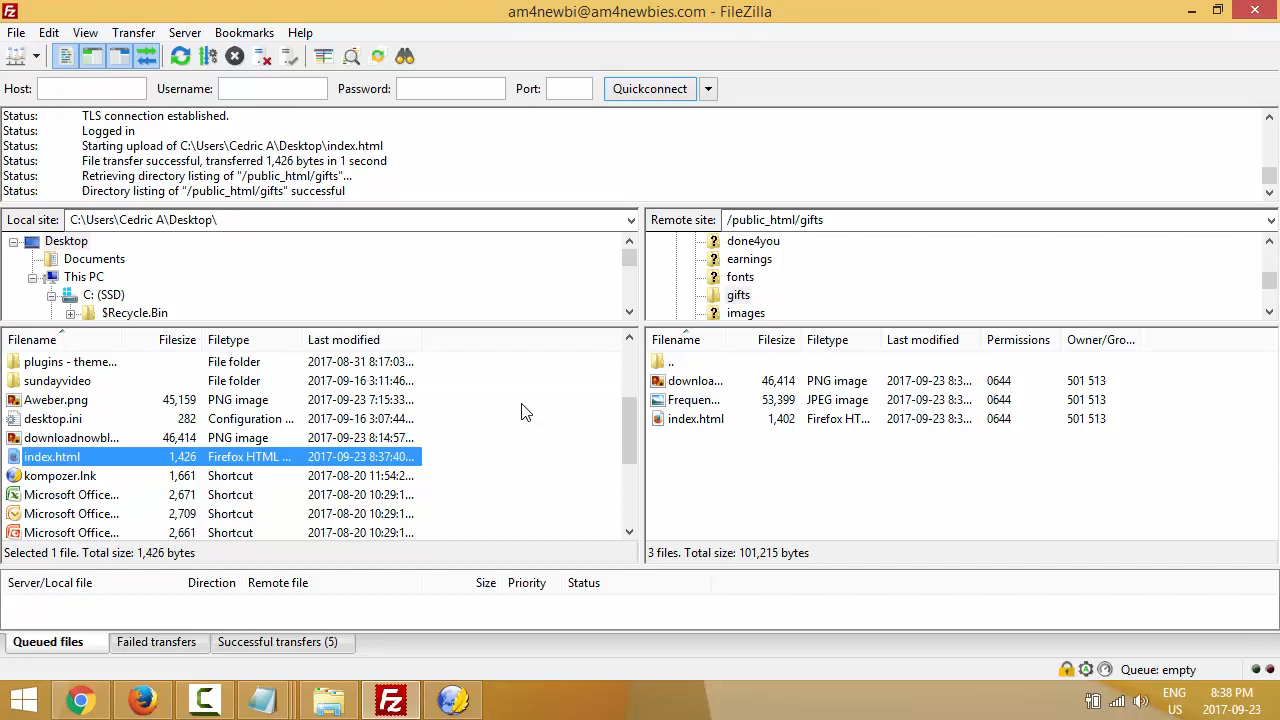 am4newbi@am4newbies.com - FileZilla
File Edit View Transfer Server Bookmarks Help
Host: Username: Password: Port: Quickconnect
Status: TLS connection established.
Status: Logged in
Status: Starting upload of C:\Users\Cedric A\Desktop\index.html
Status: File transfer successful, transferred 1,426 bytes in 1 second
Status: Retrieving directory listing of "/public_html/gifts"...
Status: Directory listing of "/public_html/gifts" successful
Local site: C:\Users\Cedric A\Desktop\
Desktop
Documents
This PC
C: (SSD)
$Recycle.Bin
Remote site: /public_html/gifts
done4you
earnings
fonts
gifts
images
Filename Filesize Filetype Last modified
plugins - theme... File folder 2017-08-31 8:17:03...
sundayvideo File folder 2017-09-16 3:11:46...
Aweber.png 45,159 PNG image 2017-09-23 7:15:33...
desktop.ini 282 Configuration ... 2017-09-16 3:07:44...
downloadnowbl... 46,414 PNG image 2017-09-23 8:14:57...
index.html 1,426 Firefox HTML ... 2017-09-23 8:37:40...
kompozer.lnk 1,661 Shortcut 2017-08-20 11:54:2...
Microsoft Office... 2,671 Shortcut 2017-08-20 10:29:1...
Microsoft Office... 2,709 Shortcut 2017-08-20 10:29:1...
Microsoft Office... 2,661 Shortcut 2017-08-20 10:29:1...
Selected 1 file. Total size: 1,426 bytes
Filename Filesize Filetype Last modified Permissions Owner/Gro...
..
downloa... 46,414 PNG image 2017-09-23 8:3... 0644 501 513
Frequen... 53,399 JPEG image 2017-09-23 8:3... 0644 501 513
index.html 1,402 Firefox HT... 2017-09-23 8:3... 0644 501 513
3 files. Total size: 101,215 bytes
Server/Local file Direction Remote file Size Priority Status
Queued files Failed transfers Successful transfers (5)
Queue: empty
ENG 8:38 PM
US 2017-09-23